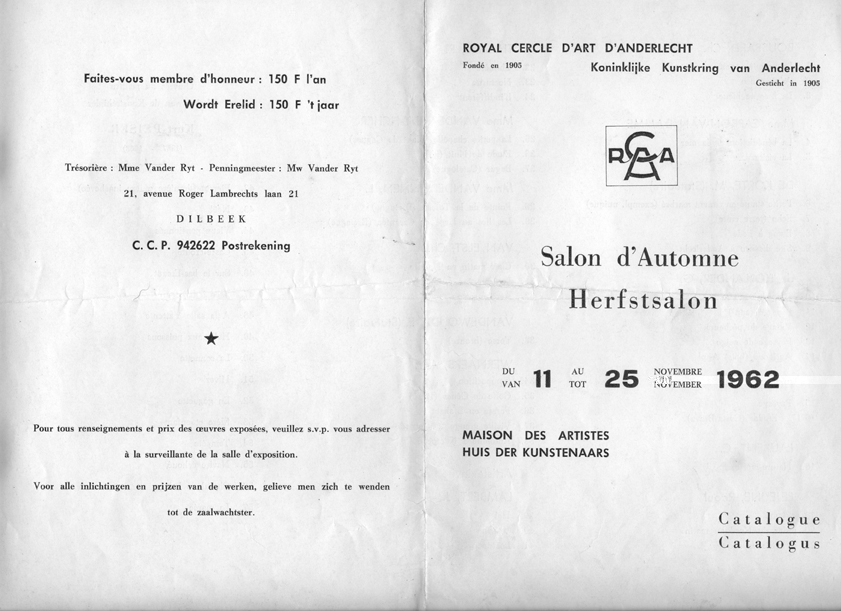 Faites-vous membre d'honneur : 150 F l'an
Wordt Erelid : 150 F 't jaar
Trésorière : Mme Vander Ryt - Penningmeester : Mw Vander Ryt
21, avenue Roger Lambrechts laan 21
DILBEEK
C. C. P. 942622 Postrekening
Pour tous renseignements et prix des œuvres exposées, veuillez s.v.p. vous adresser
à la surveillante de la salle d'exposition.
Voor alle inlichtingen en prijzen van de werken, gelieve men zich te wenden
tot de zaalwachtster.
ROYAL CERCLE D'ART D'ANDERLECHT
Fondé en 1905
Koninklijke Kunstkring van Anderlecht
Gesticht in 1905
RCAA
Salon d'Automne
Herfstsalon
DU 11 AU 25 NOVEMBRE 1962
VAN TOT NOVEMBER
MAISON DES ARTISTES
HUIS DER KUNSTENAARS
Catalogue
Catalogus